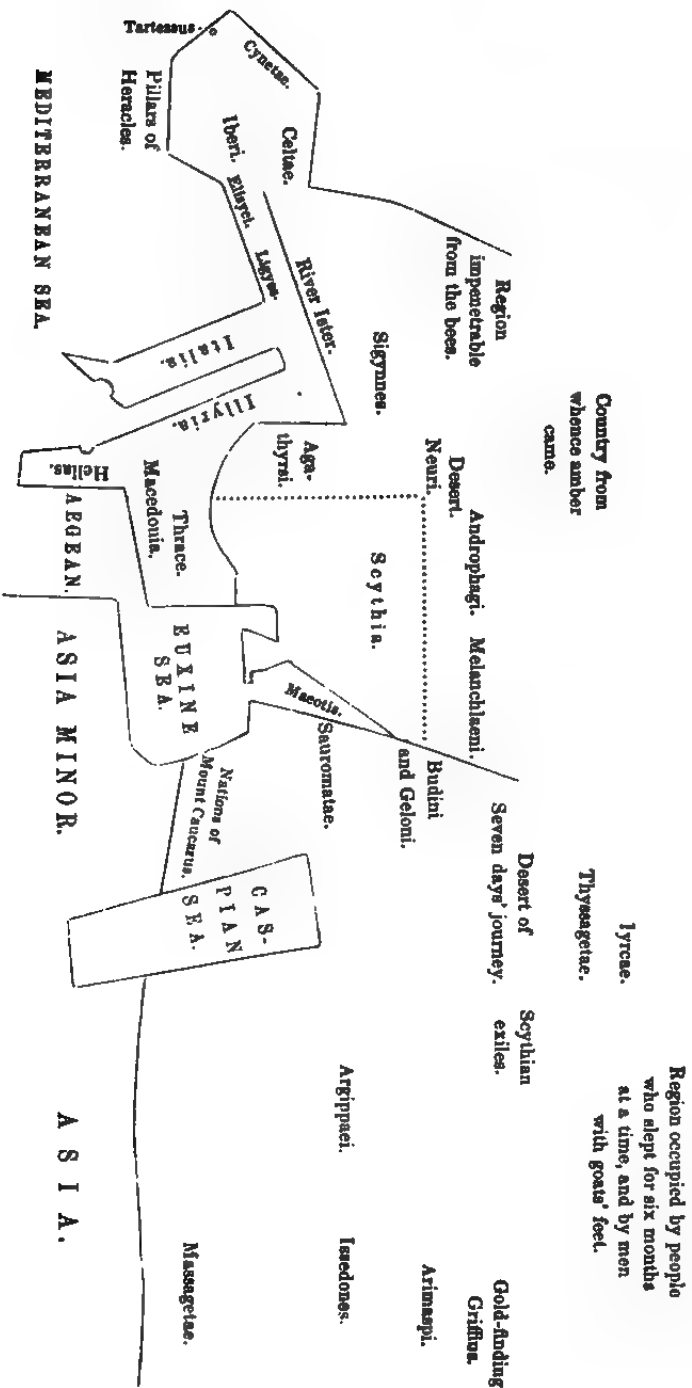 Region occupied by people
who slept for six months
at a time, and by men
with goats' feet.
Country from
whence amber
came.
Iyrcae.
Thyssagetae.
Region
impenetrable
from the bees.
Desert of
Seven days' journey.
Scythian
exiles.
Gold-finding
Griffins.
Arimaspi.
Androphagi.
Melanchlaeni.
Desert.
Neuri.
Budini
and Geloni.
Sigynnes.
Scythia.
Argippaei.
Issedones.
Celtae.
Cynetae.
River Ister.
Aga-
thyrsi.
Maeotis.
Sauromatae.
Iberi.
Elisyci.
Ligyes.
Tartessus
Pillars of
Heracles.
Italia.
Illyria.
Thrace.
Macedonia.
Hellas.
EUXINE
SEA.
Nations of
Mount Caucasus.
CAS-
PIAN
SEA.
Massagetae.
AEGEAN.
MEDITERRANEAN SEA.
ASIA MINOR.
ASIA.